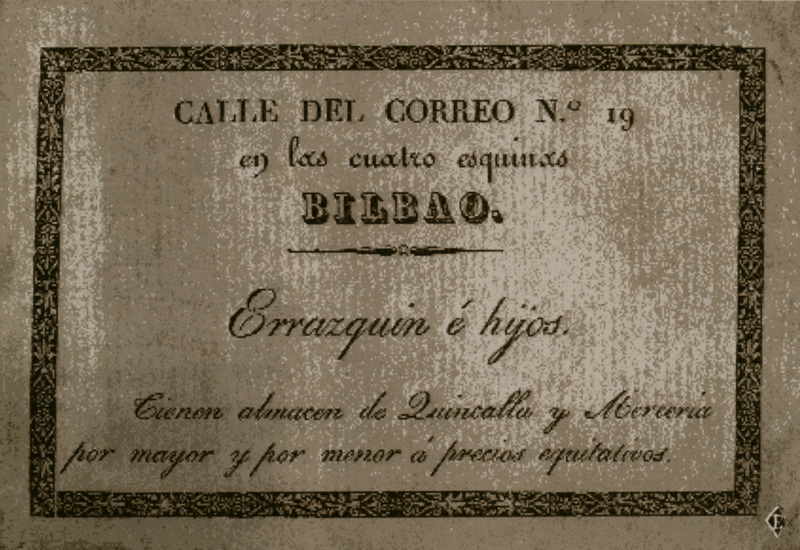 CALLE DEL CORREO N.º 19
en las cuatro esquinas
BILBAO.
Errazquin é hijos.
Tienen almacen de Quincalla y Merceria
por mayor y por menor á precios equitativos.
E